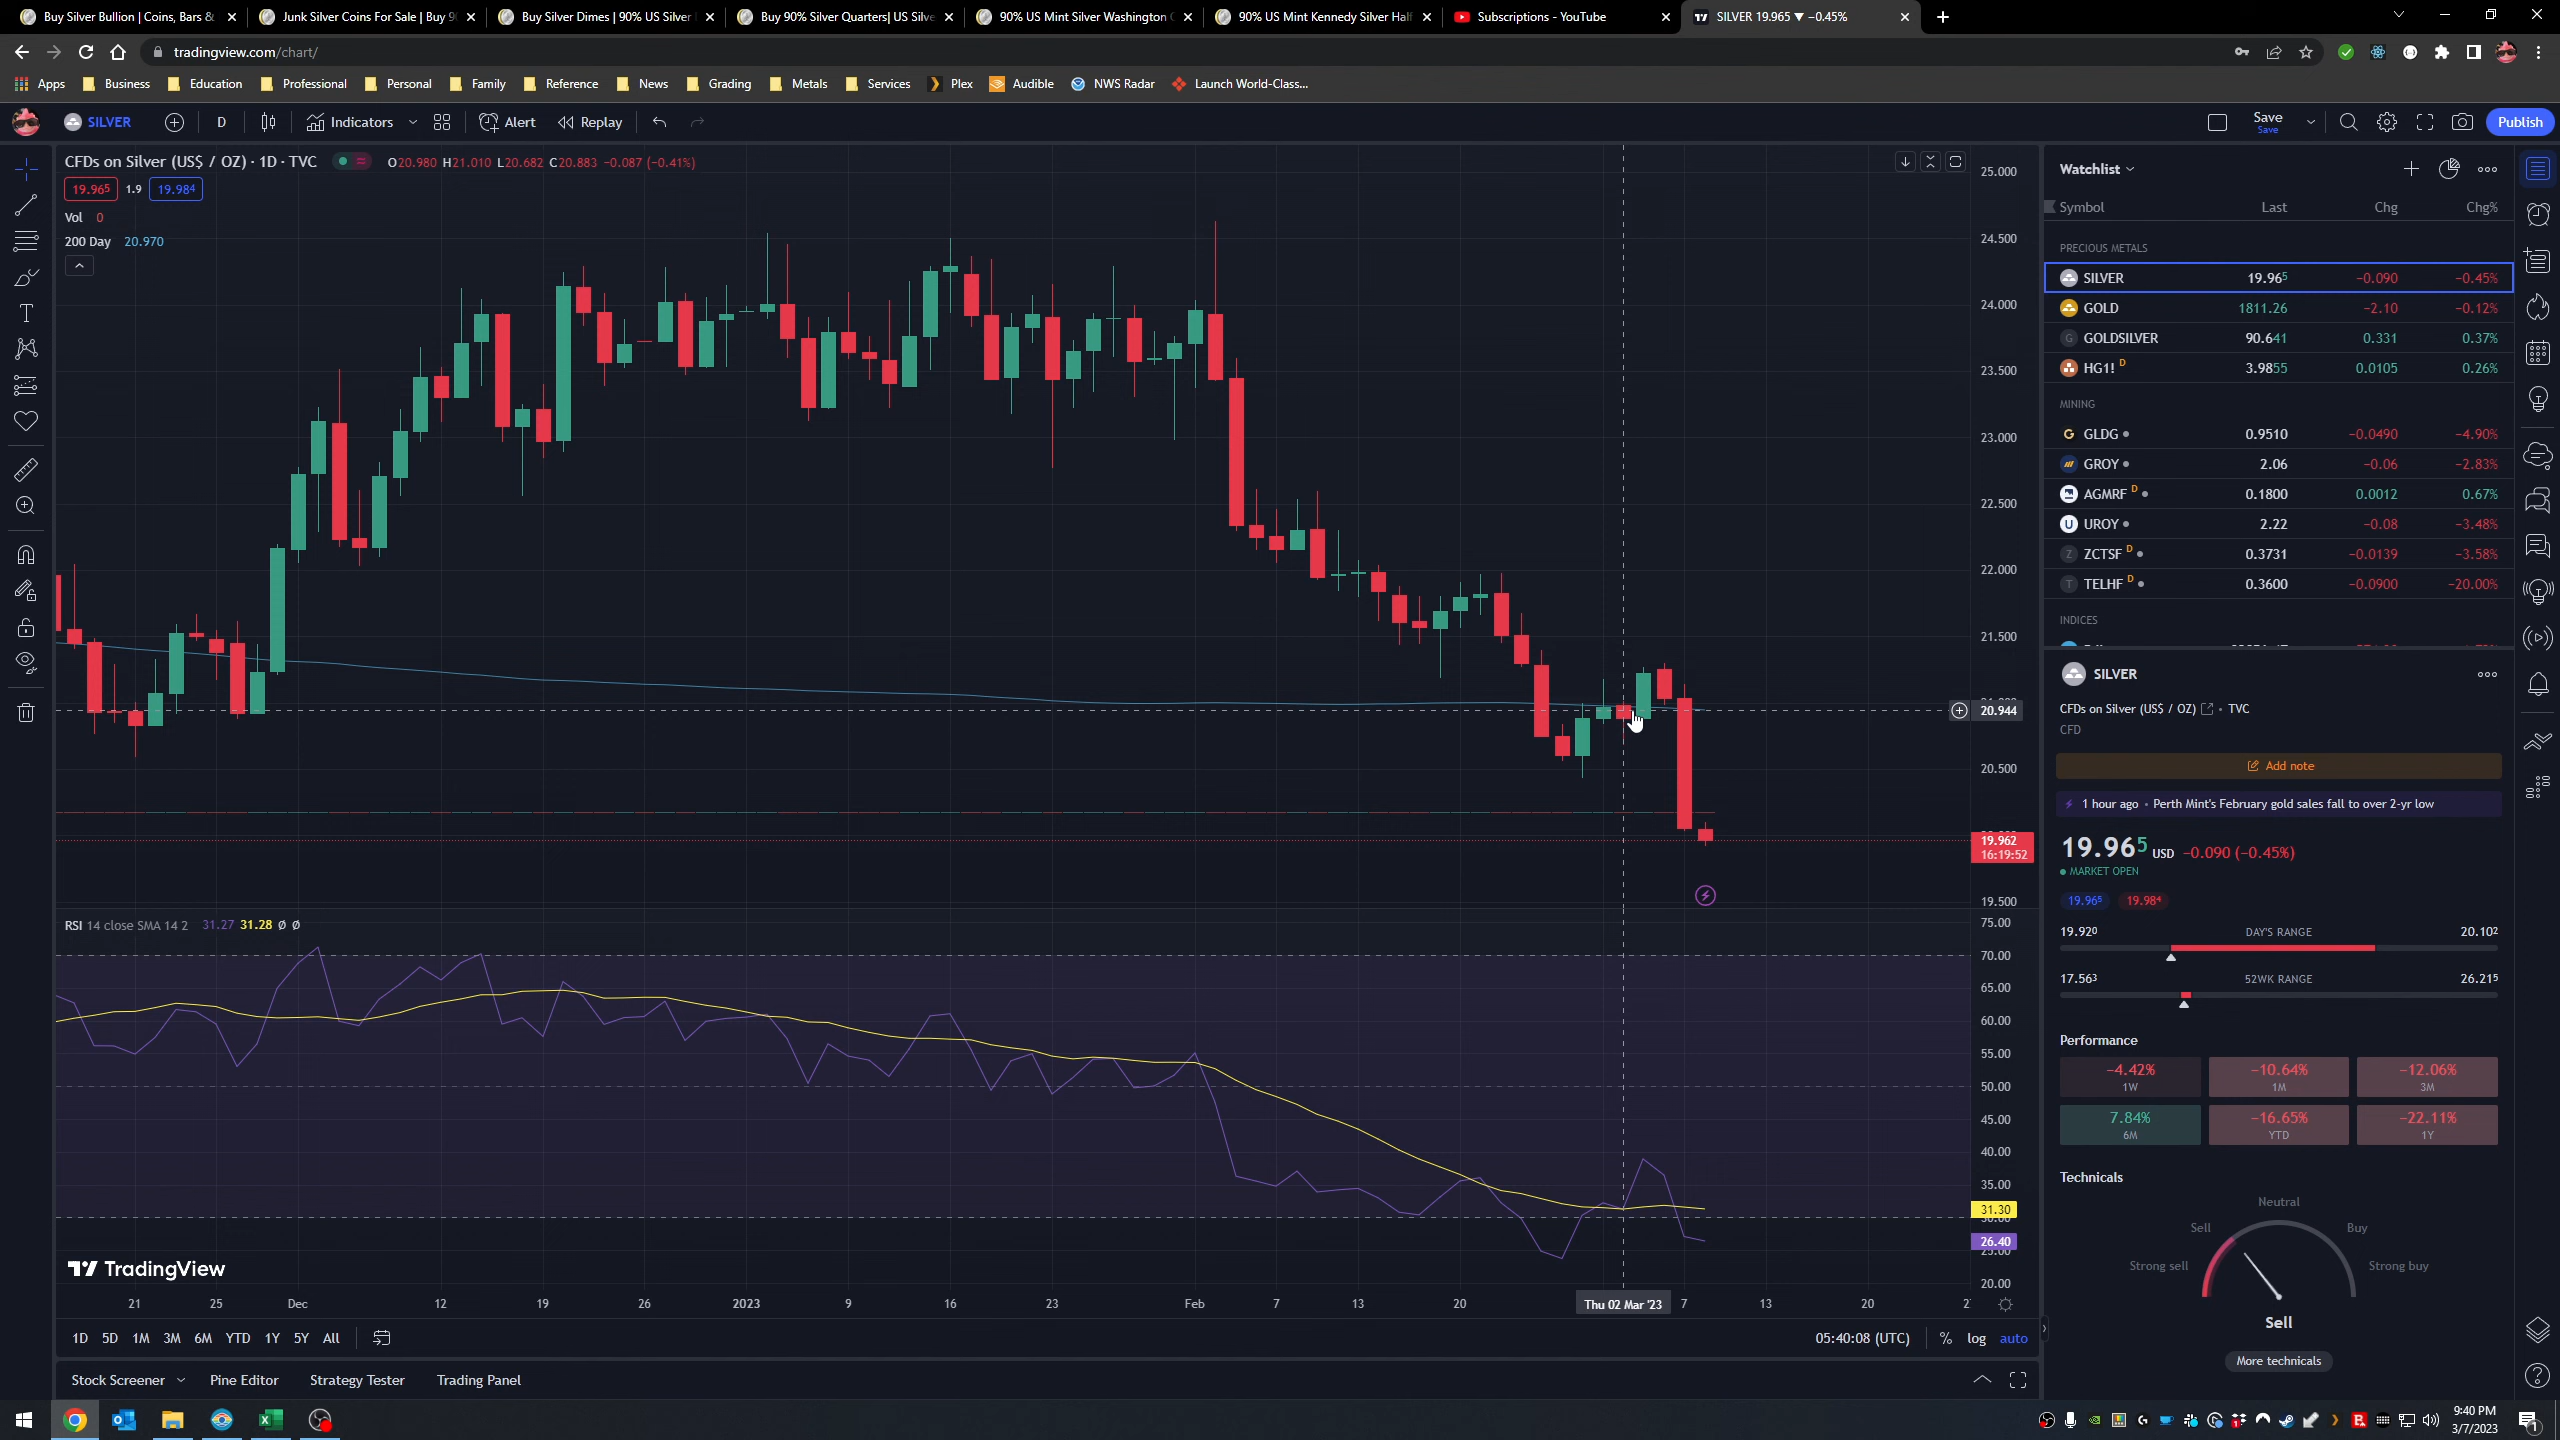 Buy Silver Bullion | Coins, Bars &
Junk Silver Coins For Sale | Buy 9
Buy Silver Dimes | 90% US Silver
Buy 90% Silver Quarters| US Silve
90% US Mint Silver Washington
90% US Mint Kennedy Silver Half
Subscriptions - YouTube
SILVER 19.965 ▼ −0.45%
tradingview.com/chart/
Apps Business Education Professional Personal Family Reference News Grading Metals Services Plex Audible NWS Radar Launch World-Class...
SILVER D Indicators Alert Replay Save Save Publish
CFDs on Silver (US$ / OZ) · 1D · TVC O20.980 H21.010 L20.682 C20.883 −0.087 (−0.41%)
19.965 1.9 19.984
Vol 0
200 Day 20.970
25.000
24.500
24.000
23.500
23.000
22.500
22.000
21.500
20.944
20.500
19.962
16:19:52
19.500
RSI 14 close SMA 14 2 31.27 31.28 Ø Ø
75.00
70.00
65.00
60.00
55.00
50.00
45.00
40.00
35.00
31.30
26.40
20.00
TradingView
21 25 Dec 12 19 26 2023 9 16 23 Feb 7 13 20 Thu 02 Mar '23 7 13 20
1D 5D 1M 3M 6M YTD 1Y 5Y All
05:40:08 (UTC) % log auto
Stock Screener Pine Editor Strategy Tester Trading Panel
Watchlist
Symbol Last Chg Chg%
PRECIOUS METALS
SILVER 19.965 −0.090 −0.45%
GOLD 1811.26 −2.10 −0.12%
GOLDSILVER 90.641 0.331 0.37%
HG1! D 3.9855 0.0105 0.26%
MINING
GLDG 0.9510 −0.0490 −4.90%
GROY 2.06 −0.06 −2.83%
AGMRF D 0.1800 0.0012 0.67%
UROY 2.22 −0.08 −3.48%
ZCTSF D 0.3731 −0.0139 −3.58%
TELHF D 0.3600 −0.0900 −20.00%
INDICES
SILVER
CFDs on Silver (US$ / OZ) • TVC
CFD
Add note
1 hour ago • Perth Mint's February gold sales fall to over 2-yr low
19.965 USD −0.090 (−0.45%)
MARKET OPEN
19.965 19.984
19.920 DAY'S RANGE 20.102
17.563 52WK RANGE 26.215
Performance
−4.42% −10.64% −12.06%
1W 1M 3M
7.84% −16.65% −22.11%
6M YTD 1Y
Technicals
Neutral
Sell Buy
Strong sell Strong buy
Sell
More technicals
9:40 PM
3/7/2023